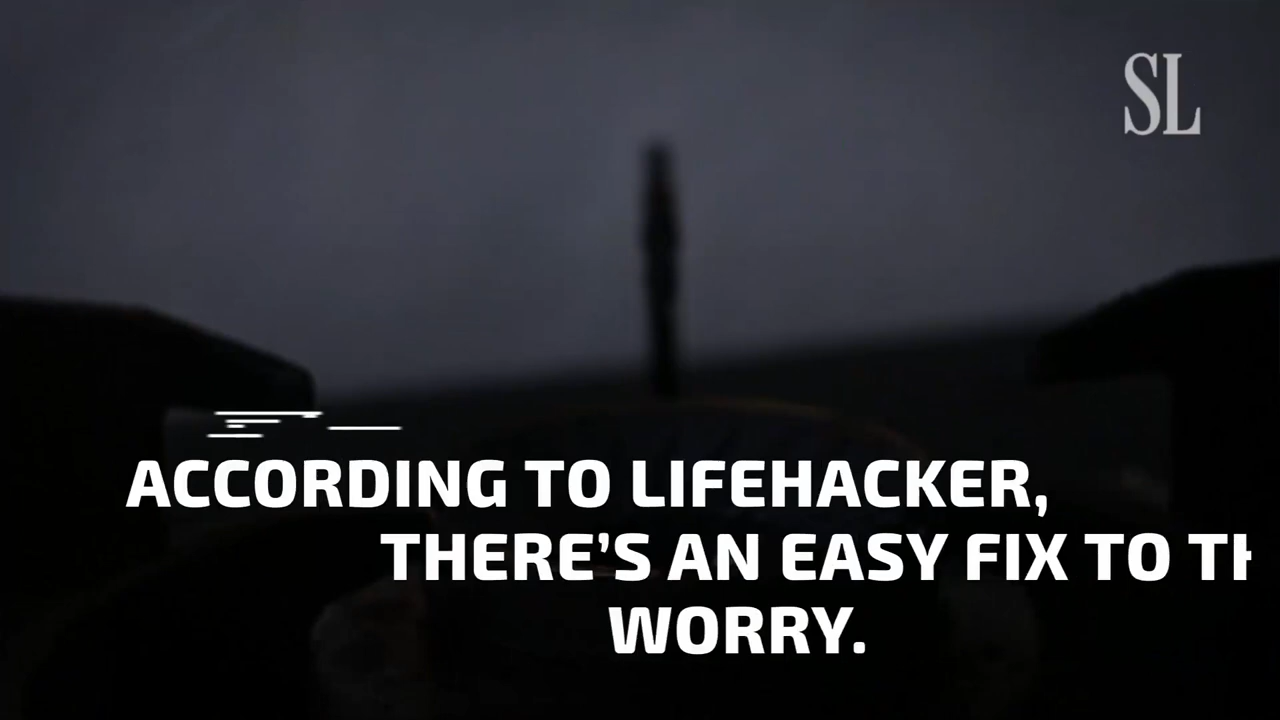 SL
ACCORDING TO LIFEHACKER,
THERE’S AN EASY FIX TO
WORRY.